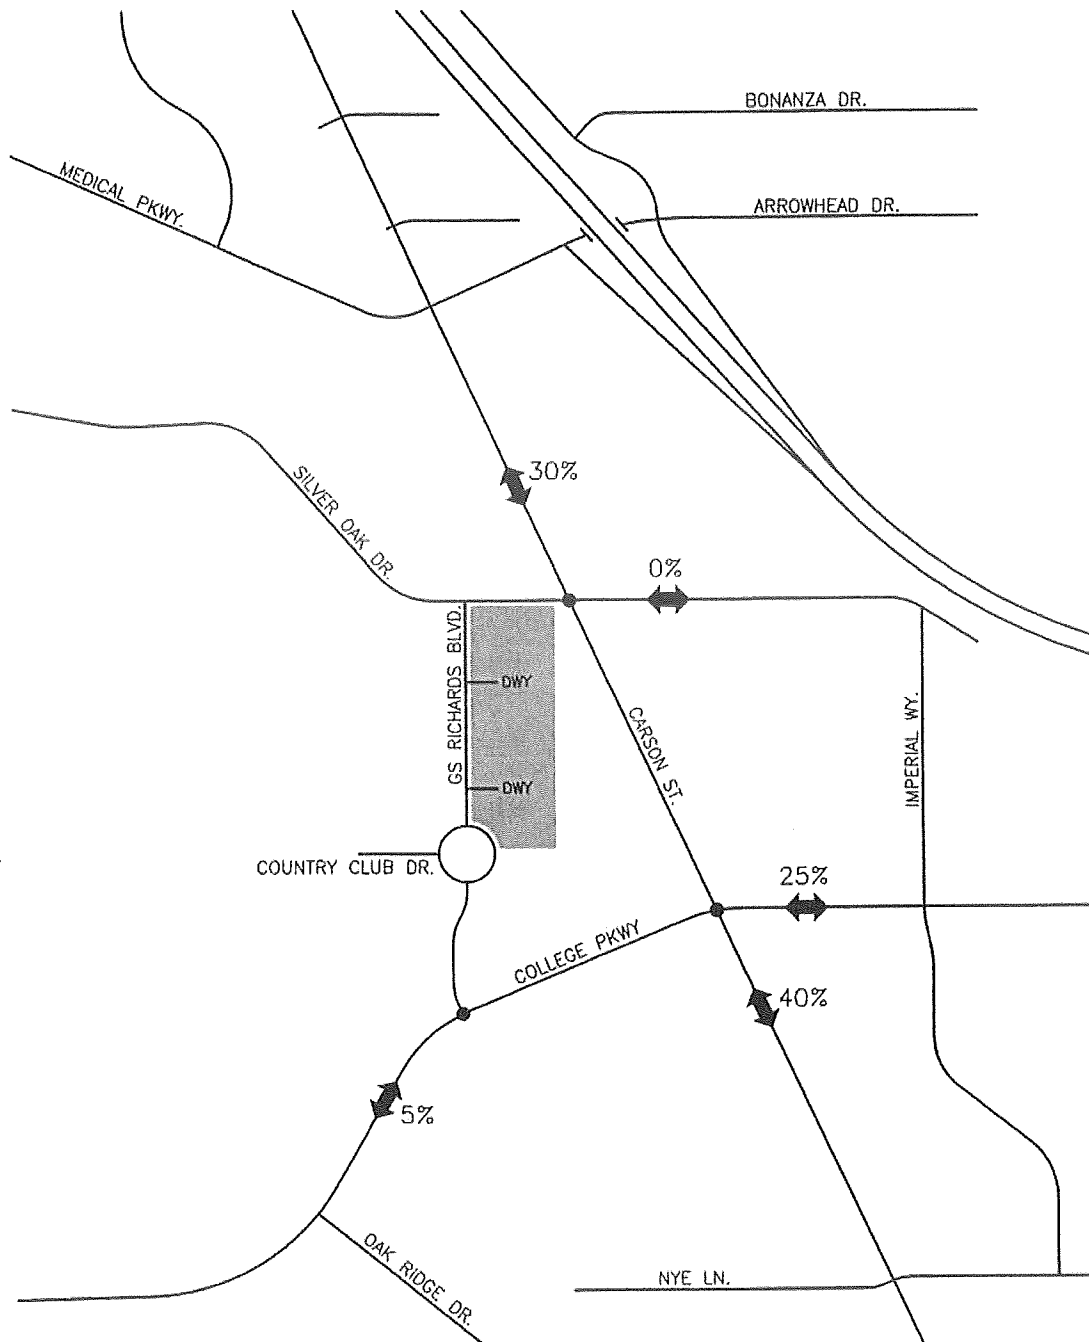 BONANZA DR.
MEDICAL PKWY.
ARROWHEAD DR.
30%
SILVER OAK DR.
0%
GS RICHARDS BLVD.
DWY
CARSON ST.
IMPERIAL WY.
DWY
COUNTRY CLUB DR.
25%
COLLEGE PKWY
40%
5%
OAK RIDGE DR.
NYE LN.